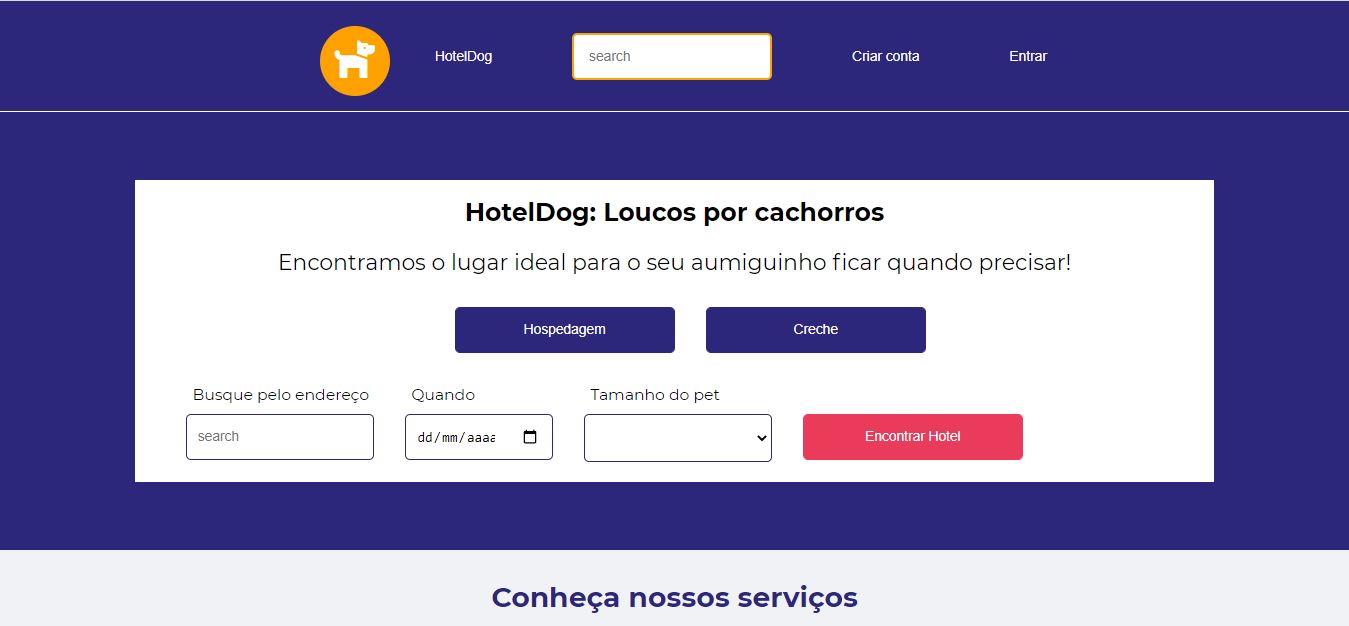 HotelDog search Criar conta Entrar
HotelDog: Loucos por cachorros
Encontramos o lugar ideal para o seu aumiguinho ficar quando precisar!
Hospedagem Creche
Busque pelo endereço Quando Tamanho do pet
search dd/mm/aaaa Encontrar Hotel
Conheça nossos serviços